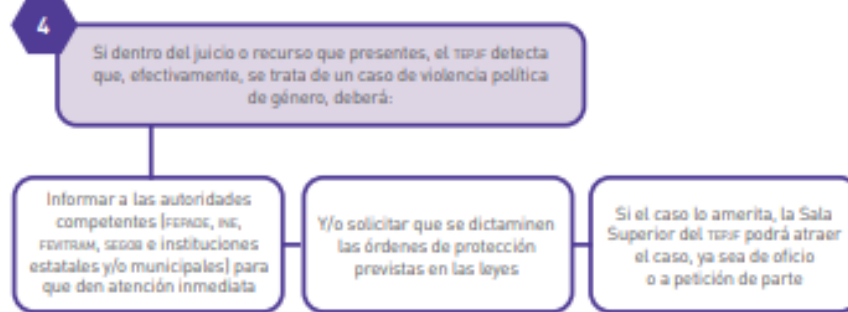 4
Si dentro del juicio o recurso que presentes, el TEPJF detecta
que, efectivamente, se trata de un caso de violencia política
de género, deberá:
Informar a las autoridades
competentes (FEPADE, INE,
FEVITRAM, SEGOB e instituciones
estatales y/o municipales) para
que den atención inmediata
Y/o solicitar que se dictaminen
las órdenes de protección
previstas en las leyes
Si el caso lo amerita, la Sala
Superior del TEPJF podrá atraer
el caso, ya sea de oficio
o a petición de parte